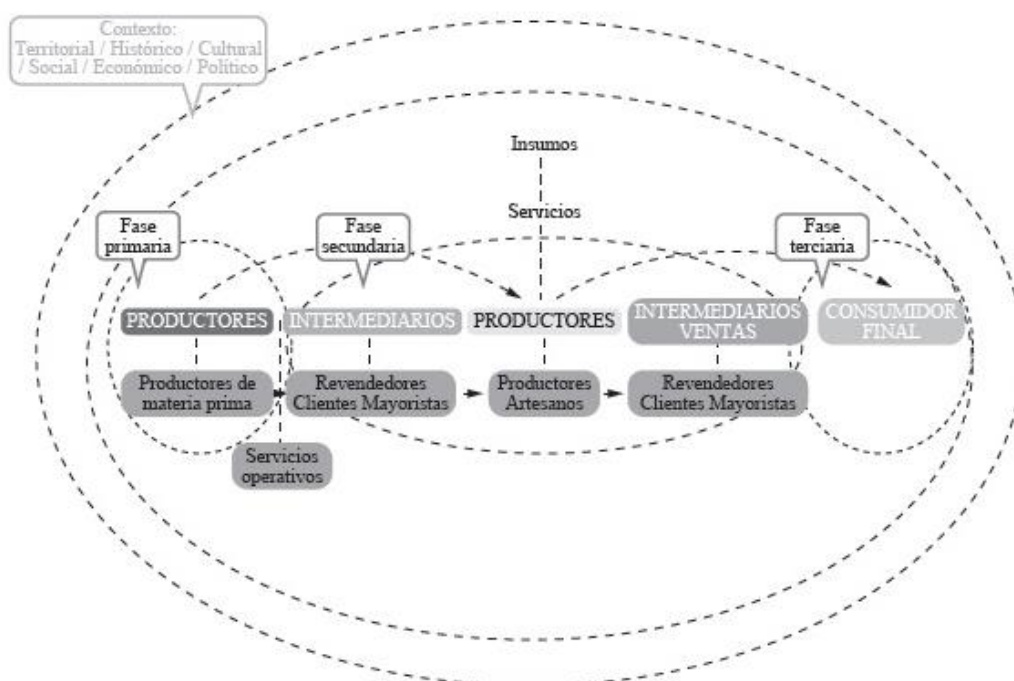 Contexto:
Territorial / Histórico / Cultural
/ Social / Económico / Político
Insumos
Servicios
Fase
primaria
Fase
secundaria
Fase
terciaria
PRODUCTORES
INTERMEDIARIOS
PRODUCTORES
INTERMEDIARIOS
VENTAS
CONSUMIDOR
FINAL
Productores de
materia prima
Revendedores
Clientes Mayoristas
Productores
Artesanos
Revendedores
Clientes Mayoristas
Servicios
operativos